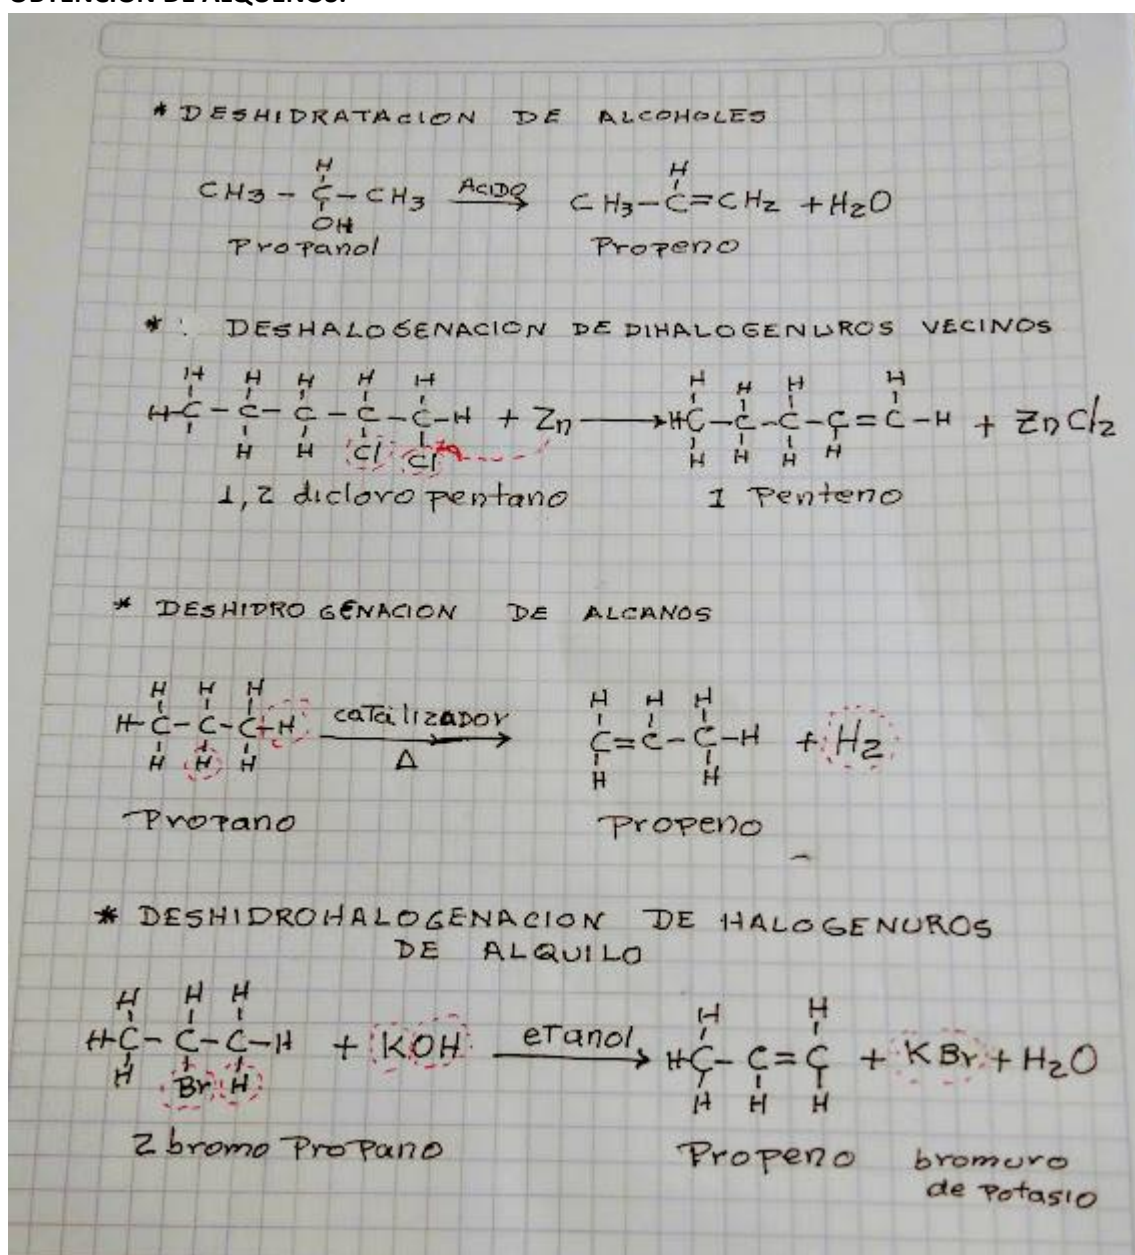 OBTENCION DE ALQUENOS:
* DESHIDRATACION DE ALCOHOLES
H
CH3 - C - CH3 ACIDO → CH3 - C = CH2 + H2O
OH
Propanol Propeno
* DESHALOGENACION DE DIHALOGENUROS VECINOS
H H H H H H H H H
H-C - C - C - C - C-H + Zn → HC - C - C - C = C - H + ZnCl2
H H Cl Cl H H H H
1,2 dicloro pentano 1 Penteno
* DESHIDROGENACION DE ALCANOS
H H H H H H
H-C-C-C-H catalizador → C=C-C-H + H2
H H H Δ H H
Propano Propeno
* DESHIDROHALOGENACION DE HALOGENUROS
DE ALQUILO
H H H H H
H-C - C - C-H + KOH etanol → HC - C = C + KBr + H2O
H Br H H H H
2 bromo Propano Propeno bromuro
de Potasio